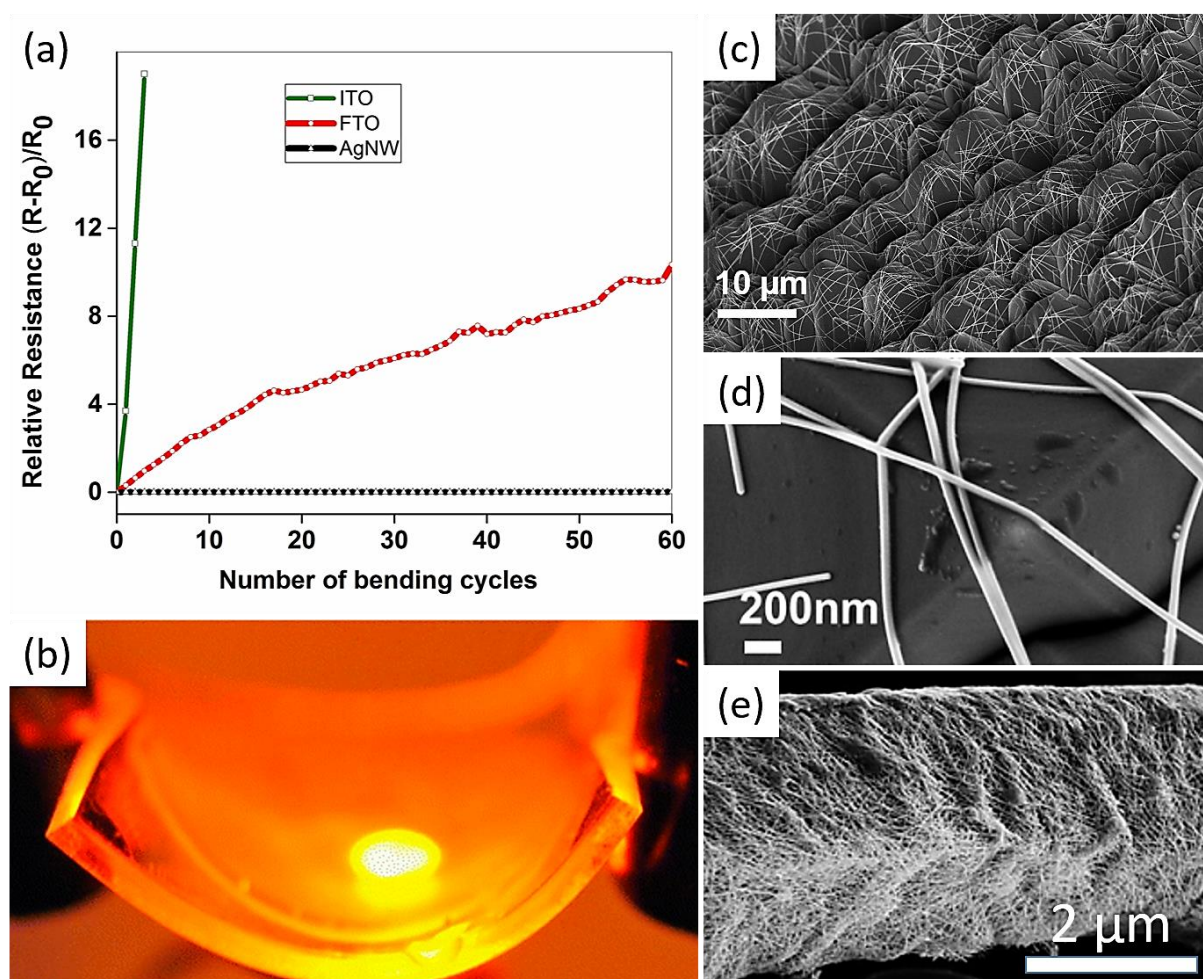 (a)
ITO
FTO
AgNW
Relative Resistance (R-R0)/R0
16
12
8
4
0
0 10 20 30 40 50 60
Number of bending cycles
(b)
(c)
10 µm
(d)
200nm
(e)
2 µm